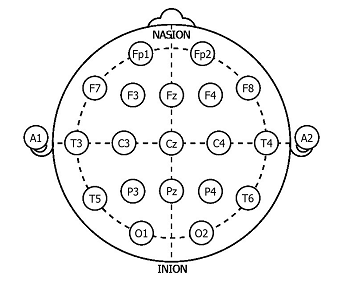 NASION
Fp1 Fp2
F7 F3 Fz F4 F8
A1 T3 C3 Cz C4 T4 A2
T5 P3 Pz P4 T6
O1 O2
INION